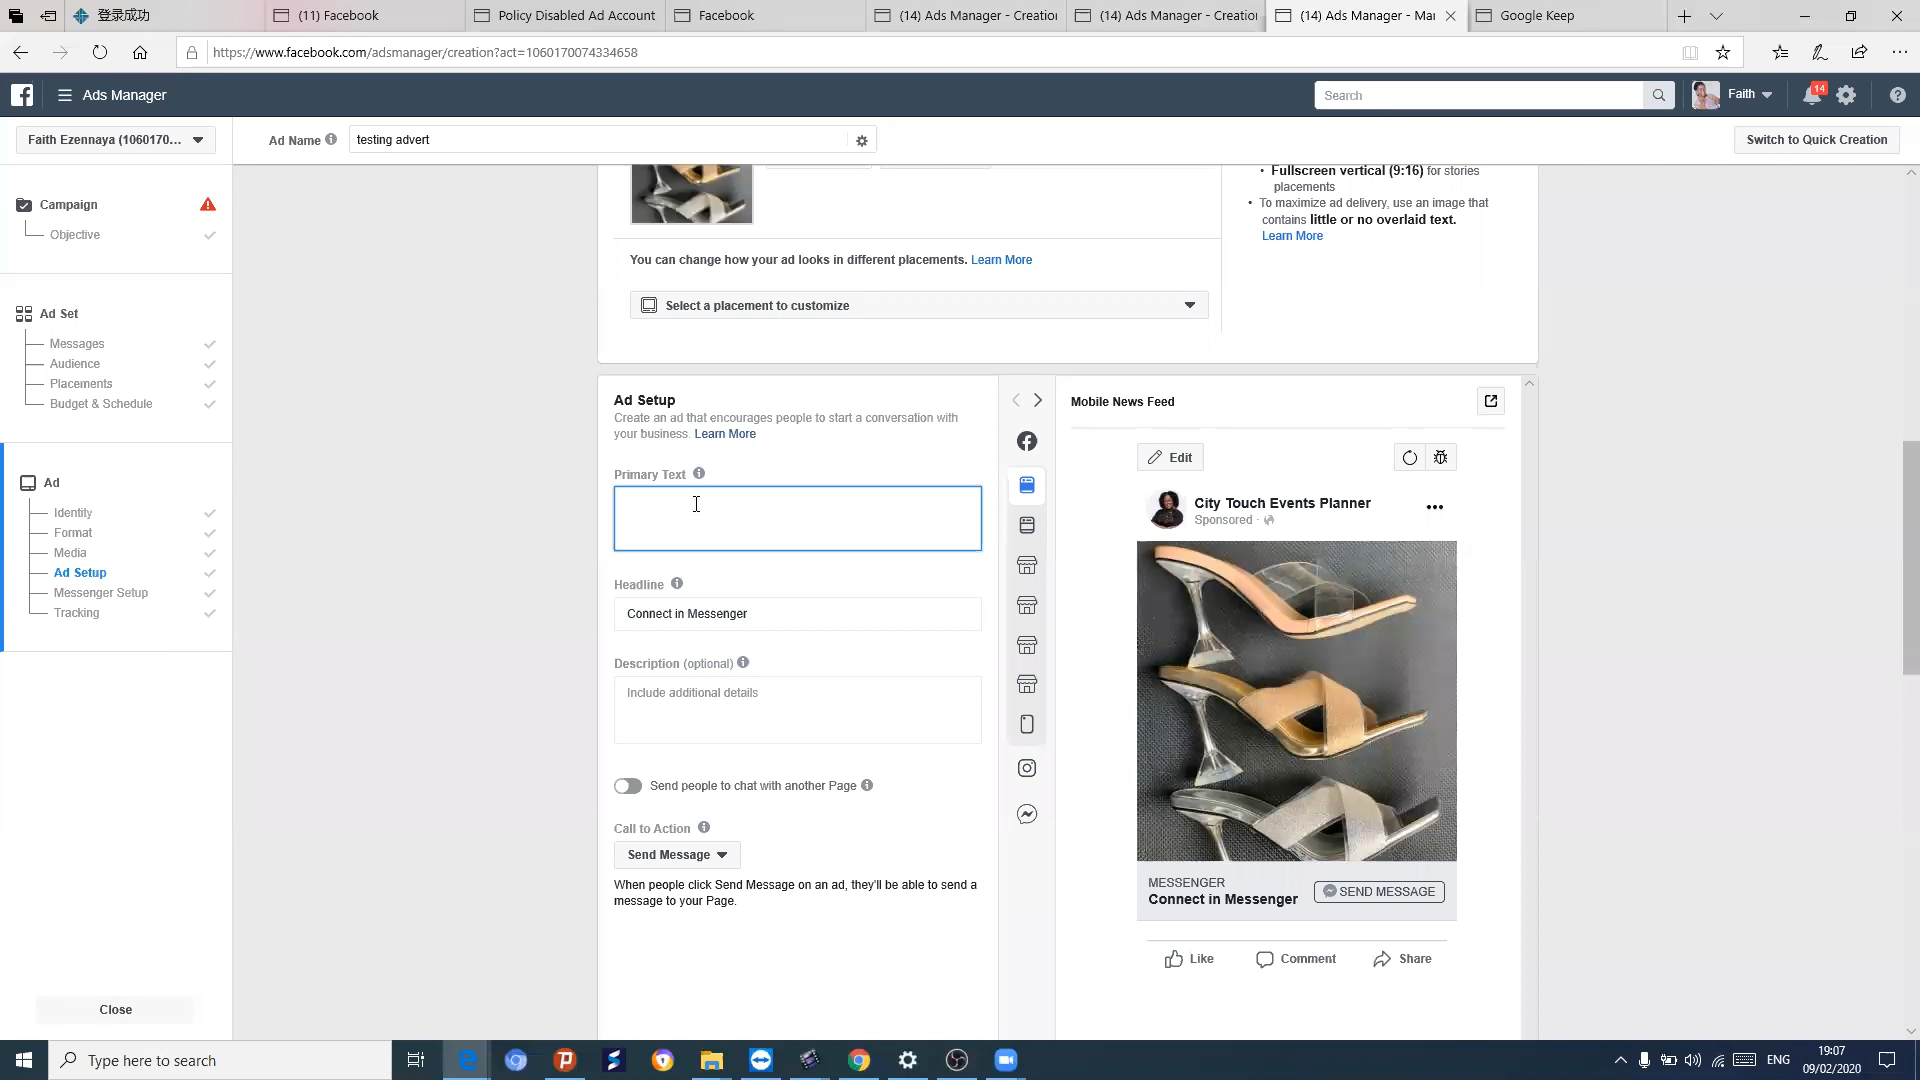 登录成功
(11) Facebook
Policy Disabled Ad Account
Facebook
(14) Ads Manager - Creation
(14) Ads Manager - Creation
(14) Ads Manager - Mar
Google Keep
https://www.facebook.com/adsmanager/creation?act=1060170074334658
Ads Manager
Search
Faith
14
Faith Ezennaya (1060170...
Ad Name
testing advert
Switch to Quick Creation
Campaign
Objective
Ad Set
Messages
Audience
Placements
Budget & Schedule
Ad
Identity
Format
Media
Ad Setup
Messenger Setup
Tracking
Close
• Fullscreen vertical (9:16) for stories
placements
• To maximize ad delivery, use an image that
contains little or no overlaid text.
Learn More
You can change how your ad looks in different placements. Learn More
Select a placement to customize
Ad Setup
Create an ad that encourages people to start a conversation with
your business. Learn More
Primary Text
Headline
Connect in Messenger
Description (optional)
Include additional details
Send people to chat with another Page
Call to Action
Send Message
When people click Send Message on an ad, they'll be able to send a
message to your Page.
Mobile News Feed
Edit
City Touch Events Planner
Sponsored ·
MESSENGER
Connect in Messenger
SEND MESSAGE
Like
Comment
Share
Type here to search
ENG
19:07
09/02/2020